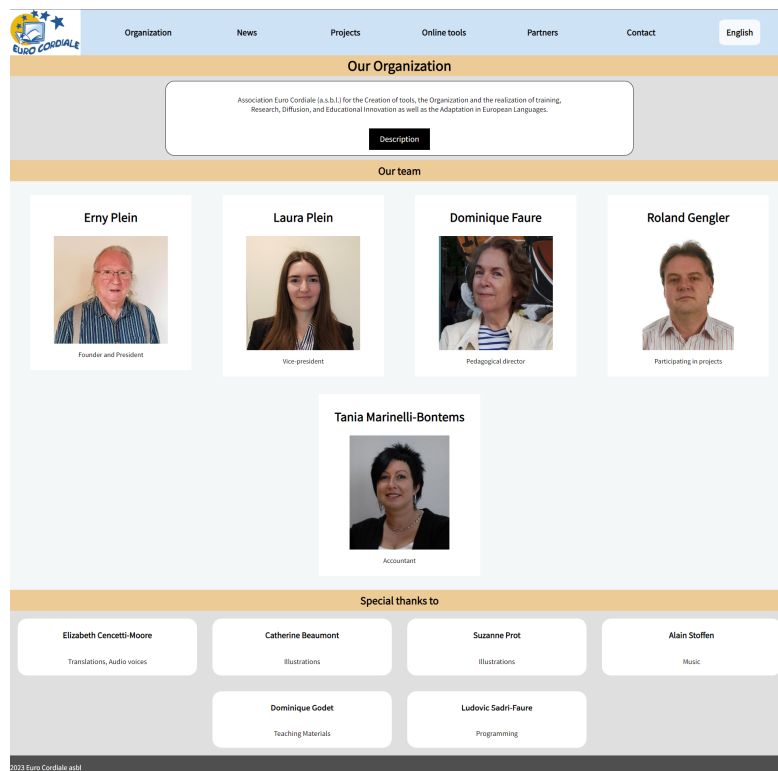 EURO CORDIALE
Organization
News
Projects
Online tools
Partners
Contact
English
Our Organization
Association Euro Cordiale (a.s.b.l.) for the Creation of tools, the Organization and the realization of training,
Research, Diffusion, and Educational Innovation as well as the Adaptation in European Languages.
Description
Our team
Erny Plein
Founder and President
Laura Plein
Vice-president
Dominique Faure
Pedagogical director
Roland Gengler
Participating in projects
Tania Marinelli-Bontems
Accountant
Special thanks to
Elizabeth Cencetti-Moore
Translations, Audio voices
Catherine Beaumont
Illustrations
Suzanne Prot
Illustrations
Alain Stoffen
Music
Dominique Godet
Teaching Materials
Ludovic Sadri-Faure
Programming
2023 Euro Cordiale asbl